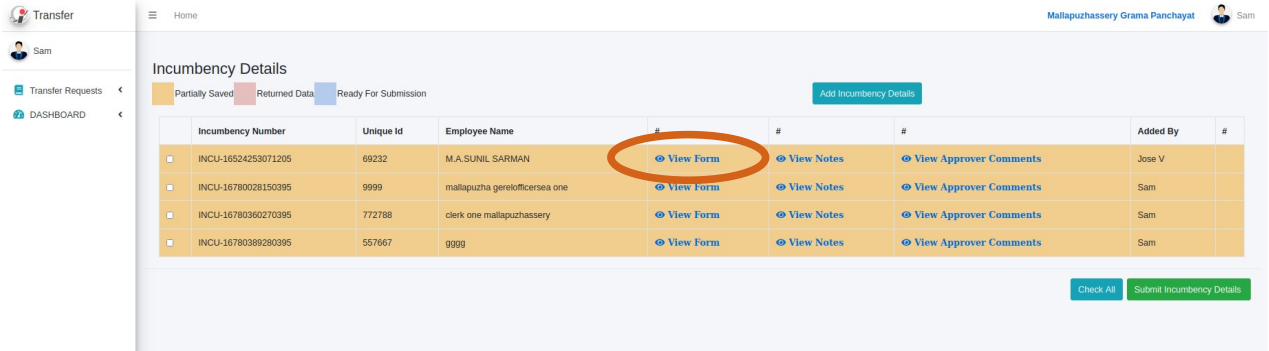 Transfer
Home
Mallapuzhassery Grama Panchayat
Sam
Sam
Transfer Requests
DASHBOARD
Incumbency Details
Partially Saved Returned Data Ready For Submission
Add Incumbency Details
Incumbency Number Unique Id Employee Name # # # Added By #
INCU-16524253071205 69232 M.A.SUNIL SARMAN View Form View Notes View Approver Comments Jose V
INCU-16780028150395 9999 mallapuzha gerelofficersea one View Form View Notes View Approver Comments Sam
INCU-16780360270395 772788 clerk one mallapuzhassery View Form View Notes View Approver Comments Sam
INCU-16780389280395 557667 gggg View Form View Notes View Approver Comments Sam
Check All Submit Incumbency Details